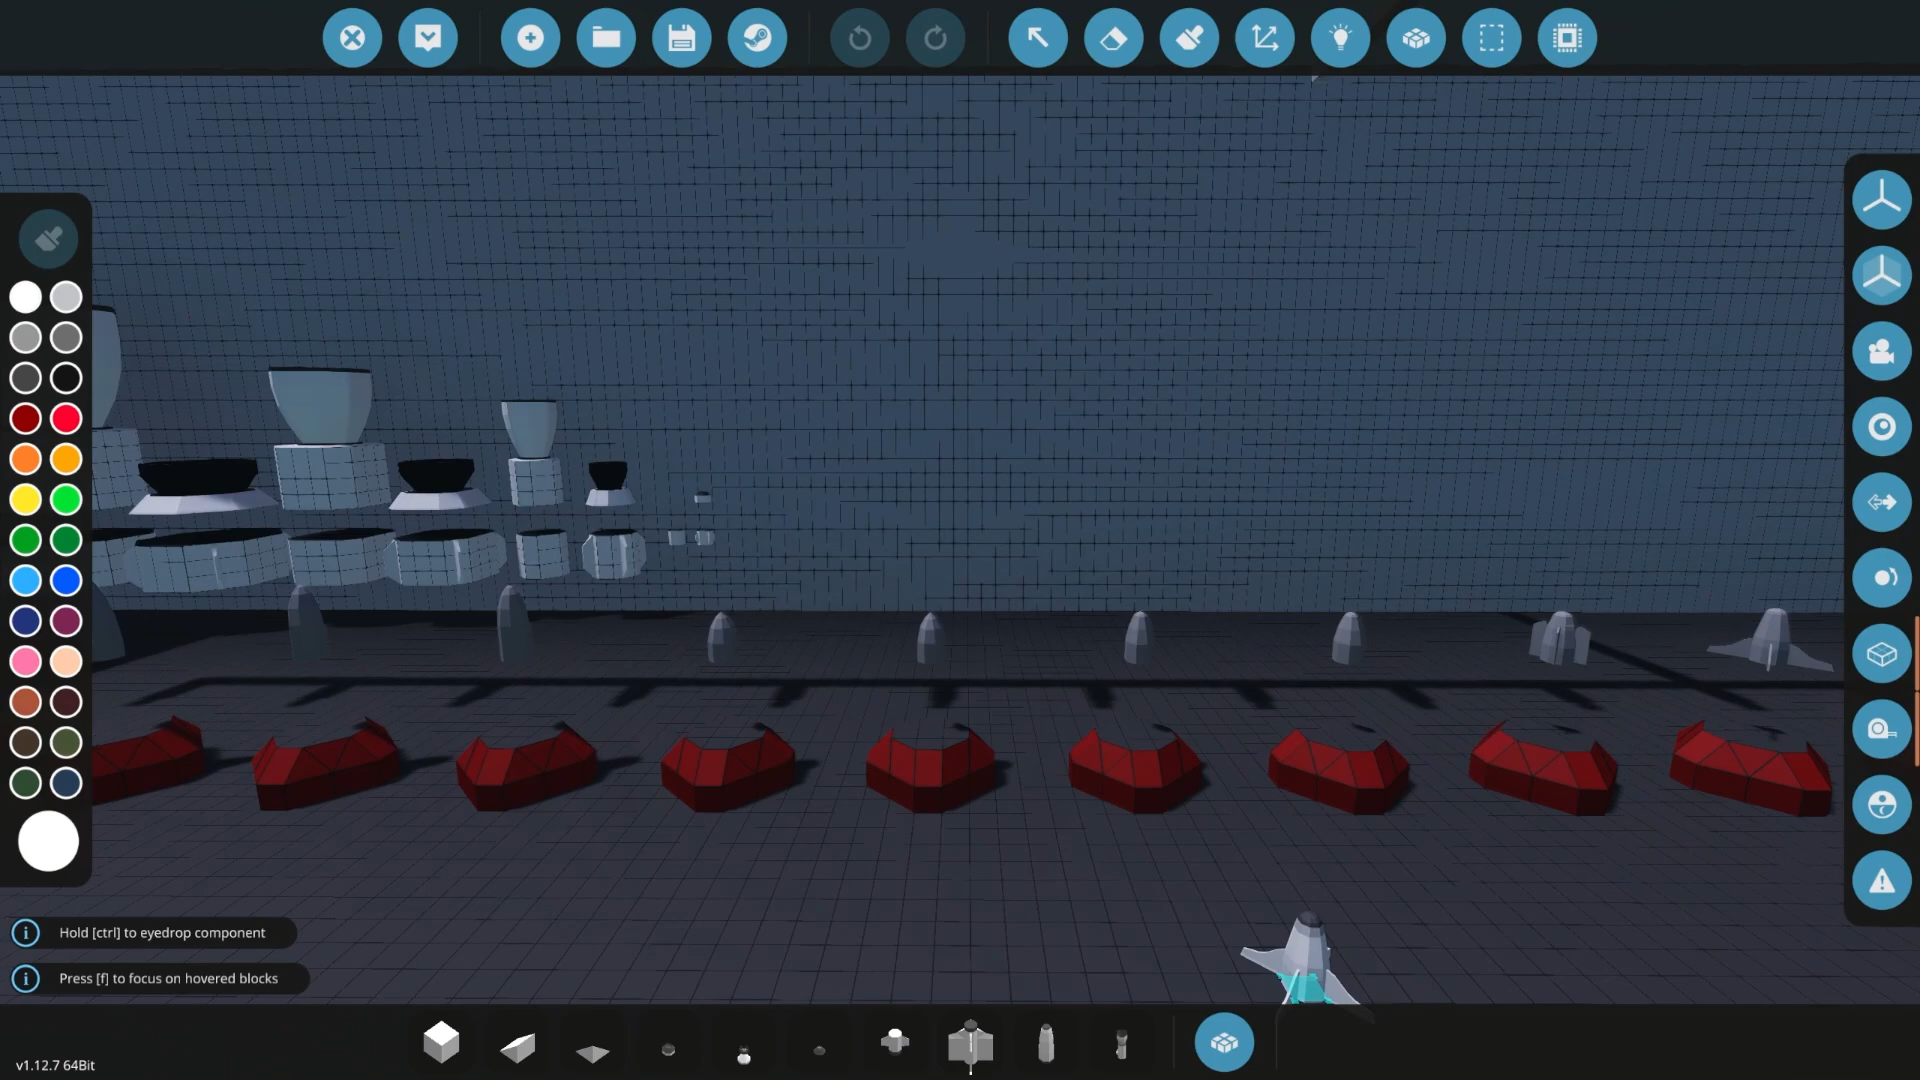 Hold [ctrl] to eyedrop component
Press [f] to focus on hovered blocks
v1.12.7 64Bit